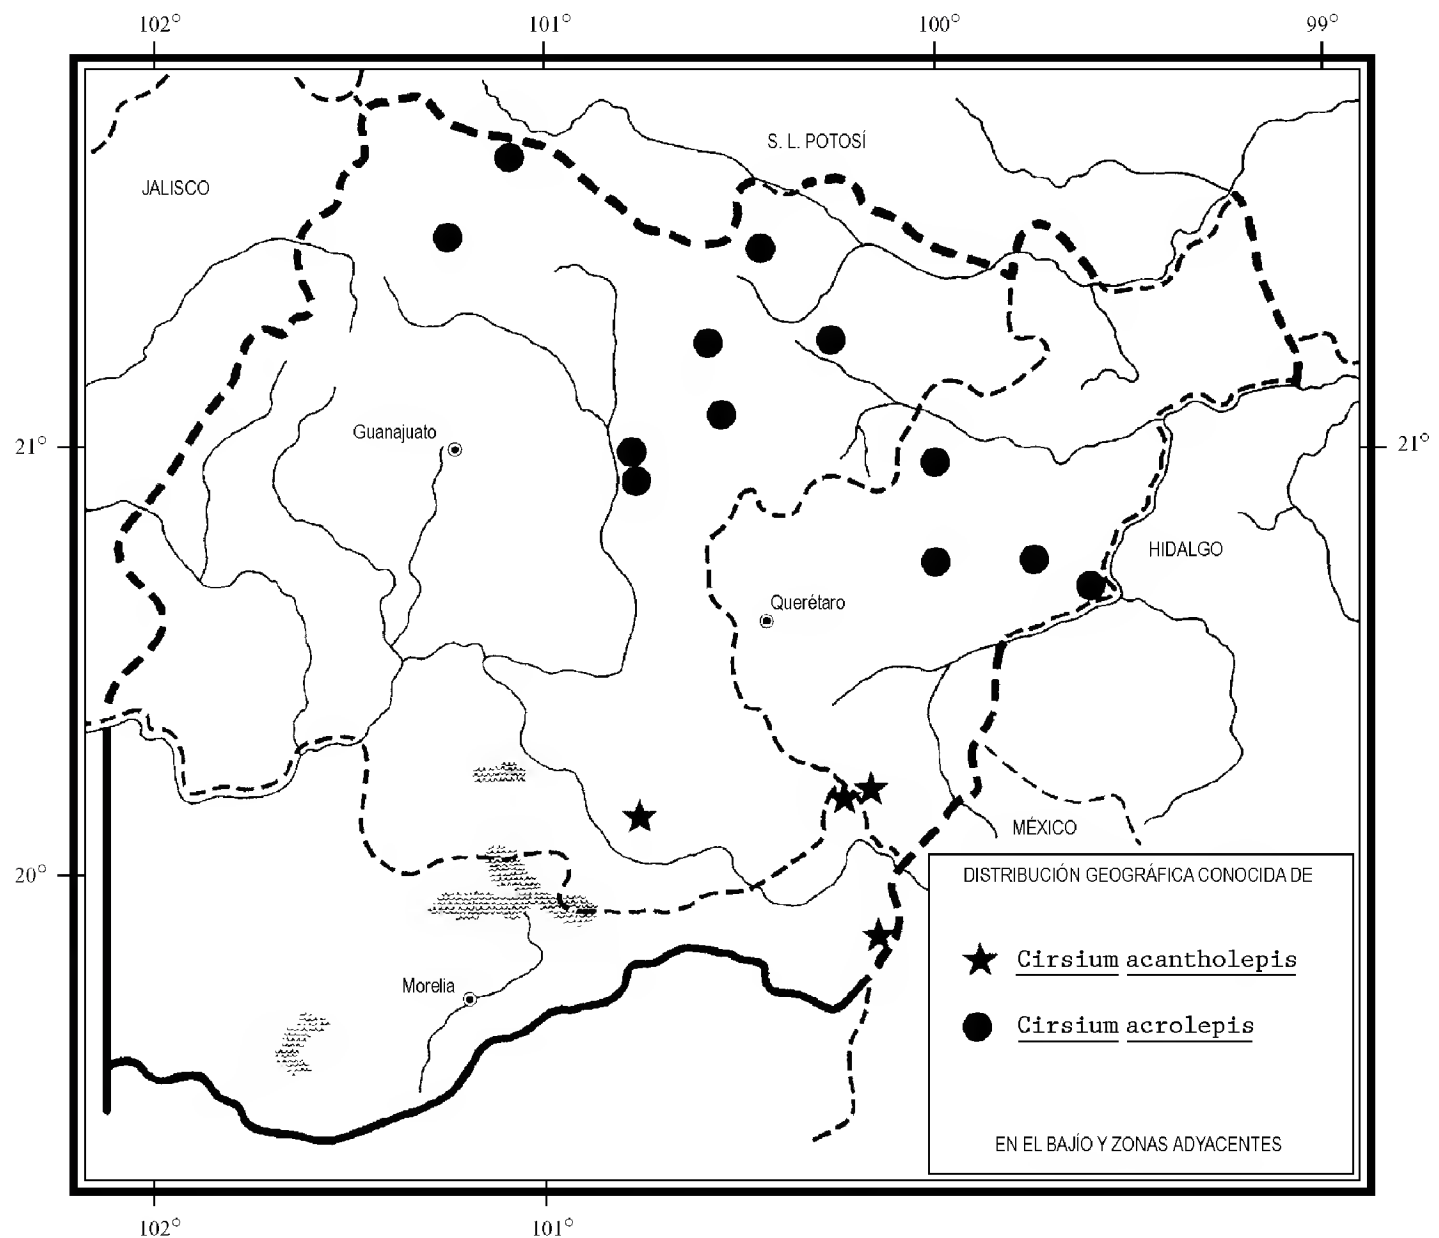 102° 101° 100° 99°
S. L. POTOSÍ
JALISCO
Guanajuato
21° 21°
HIDALGO
Querétaro
MÉXICO
20°
DISTRIBUCIÓN GEOGRÁFICA CONOCIDA DE
Cirsium acantholepis
Morelia
Cirsium acrolepis
EN EL BAJÍO Y ZONAS ADYACENTES
102° 101°